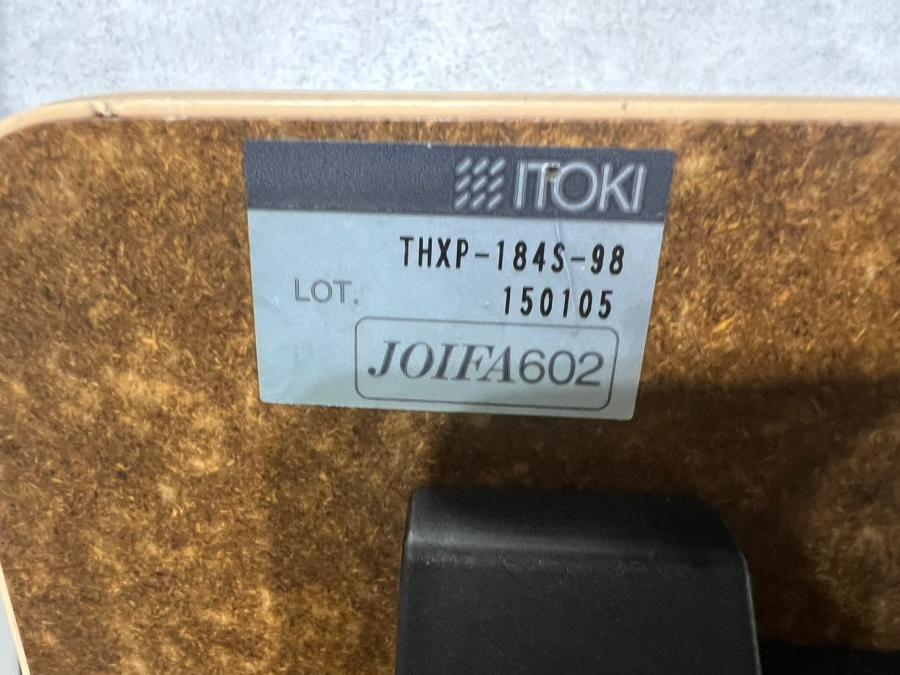 ITOKI
THXP-184S-98
LOT. 150105
JOIFA602